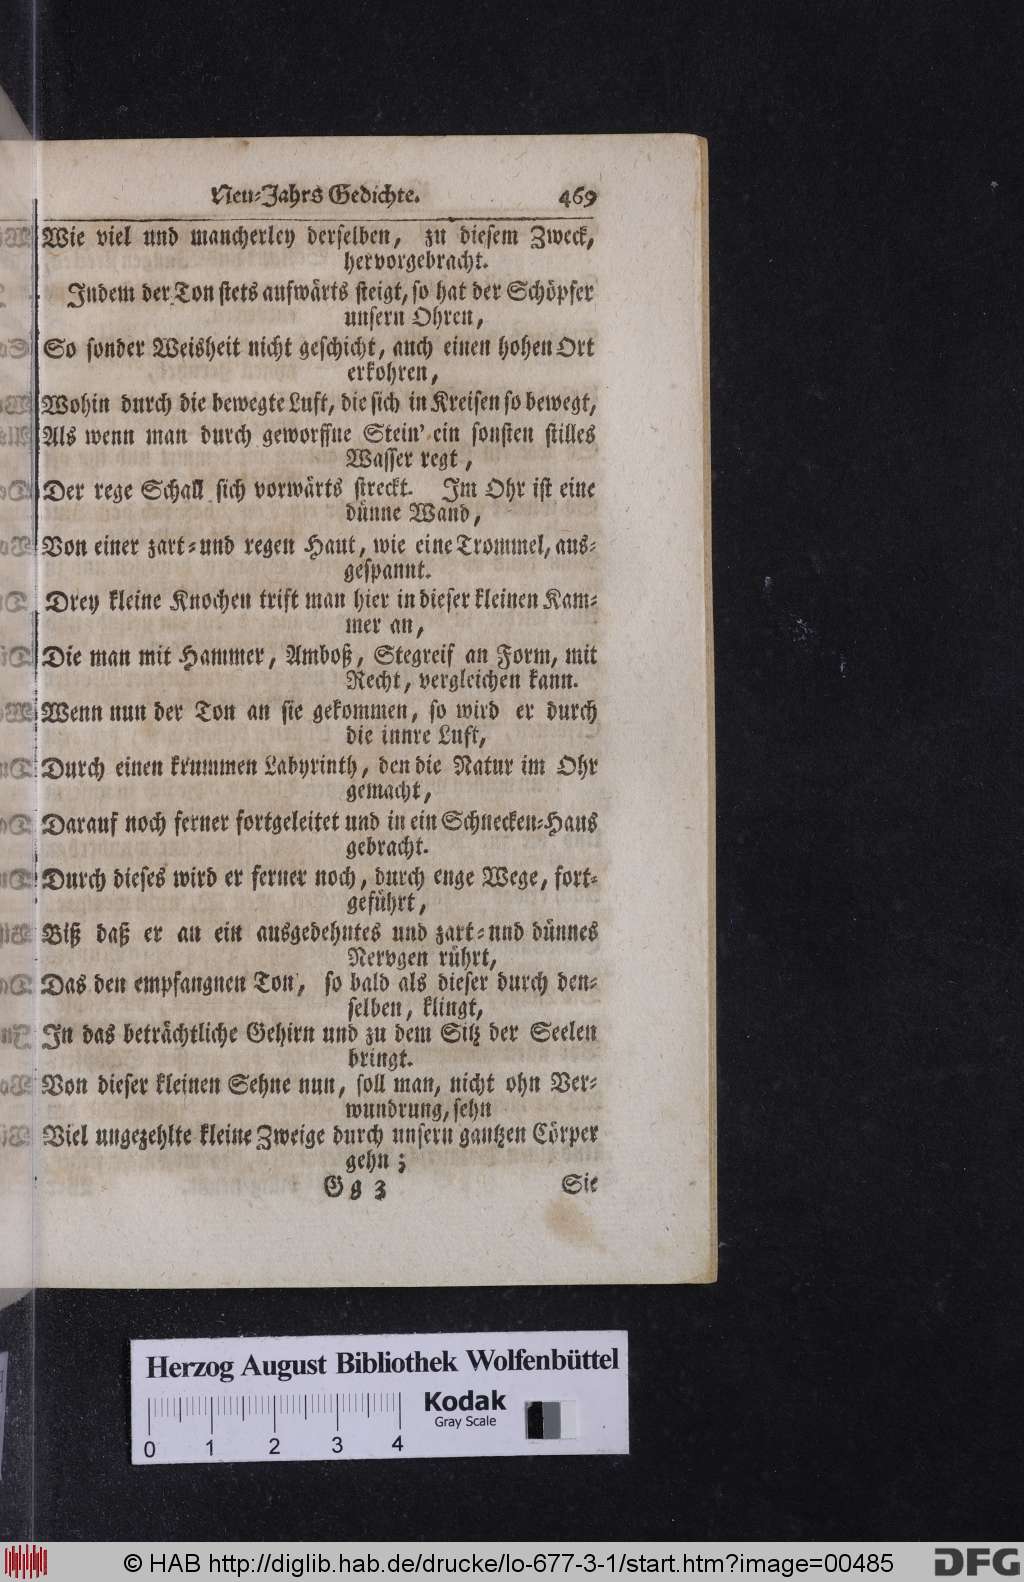 Neu-Jahrs Gedichte. 469
Wie viel und mancherley derselben, zu diesem Zweck,
hervorgebracht.
Indem der Ton stets aufwärts steigt, so hat der Schöpfer
unsern Ohren,
So sonder Weisheit nicht geschicht, auch einen hohen Ort
erkohren,
Wohin durch die bewegte Luft, die sich in Kreisen so bewegt,
Als wenn man durch geworffne Stein' ein sonsten stilles
Wasser regt,
Der rege Schall sich vorwärts streckt. Im Ohr ist eine
dünne Wand,
Von einer zart-und regen Haut, wie eine Trommel, aus-
gespannt.
Drey kleine Knochen trift man hier in dieser kleinen Kam-
mer an,
Die man mit Hammer, Amboß, Stegreif an Form, mit
Recht, vergleichen kann.
Wenn nun der Ton an sie gekommen, so wird er durch
die innre Luft,
Durch einen krummen Labyrinth, den die Natur im Ohr
gemacht,
Darauf noch ferner fortgeleitet und in ein Schnecken-Haus
gebracht.
Durch dieses wird er ferner noch, durch enge Wege, fort-
geführt,
Biß daß er an ein ausgedehntes und zart-und dünnes
Nervgen rührt,
Das den empfangnen Ton, so bald als dieser durch den-
selben, klingt,
In das beträchtliche Gehirn und zu dem Sitz der Seelen
bringt.
Von dieser kleinen Sehne nun, soll man, nicht ohn Ver-
wundrung, sehn
Viel ungezehlte kleine Zweige durch unsern gantzen Cörper
gehn;
Gg 3 Sie
Herzog August Bibliothek Wolfenbüttel
Kodak
Gray Scale
0 1 2 3 4
© HAB http://diglib.hab.de/drucke/lo-677-3-1/start.htm?image=00485
DFG